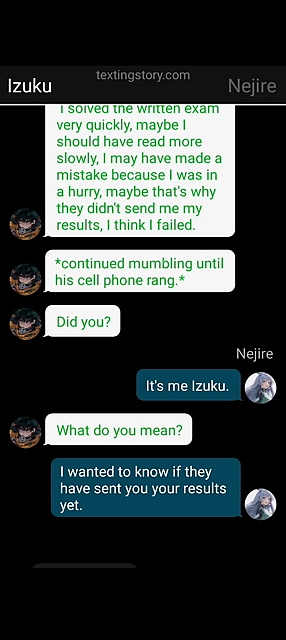 textingstory.com
Izuku
Nejire
I solved the written exam
very quickly, maybe I
should have read more
slowly, I may have made a
mistake because I was in
a hurry, maybe that's why
they didn't send me my
results, I think I failed.
*continued mumbling until
his cell phone rang.*
Did you?
Nejire
It's me Izuku.
What do you mean?
I wanted to know if they
have sent you your results
yet.